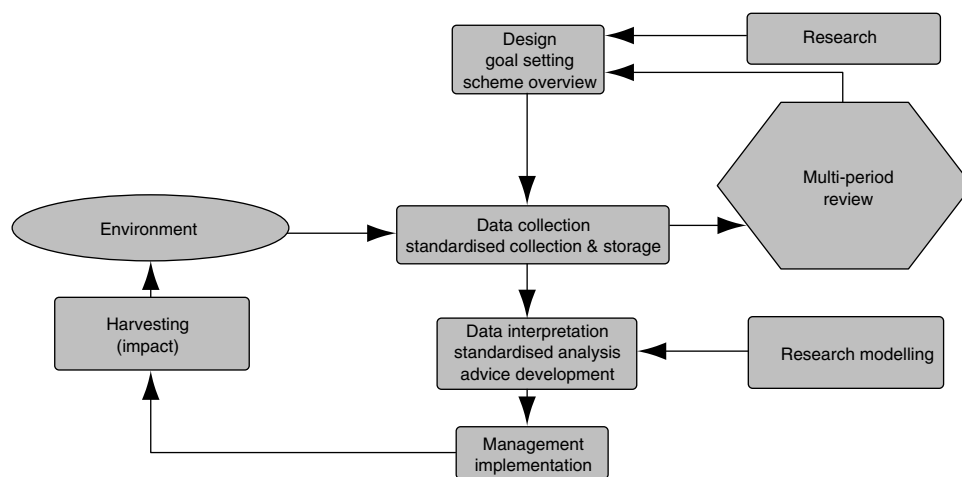 Design
goal setting
scheme overview
Research
Multi-period
review
Environment
Data collection
standardised collection & storage
Harvesting
(impact)
Data interpretation
standardised analysis
advice development
Research modelling
Management
implementation